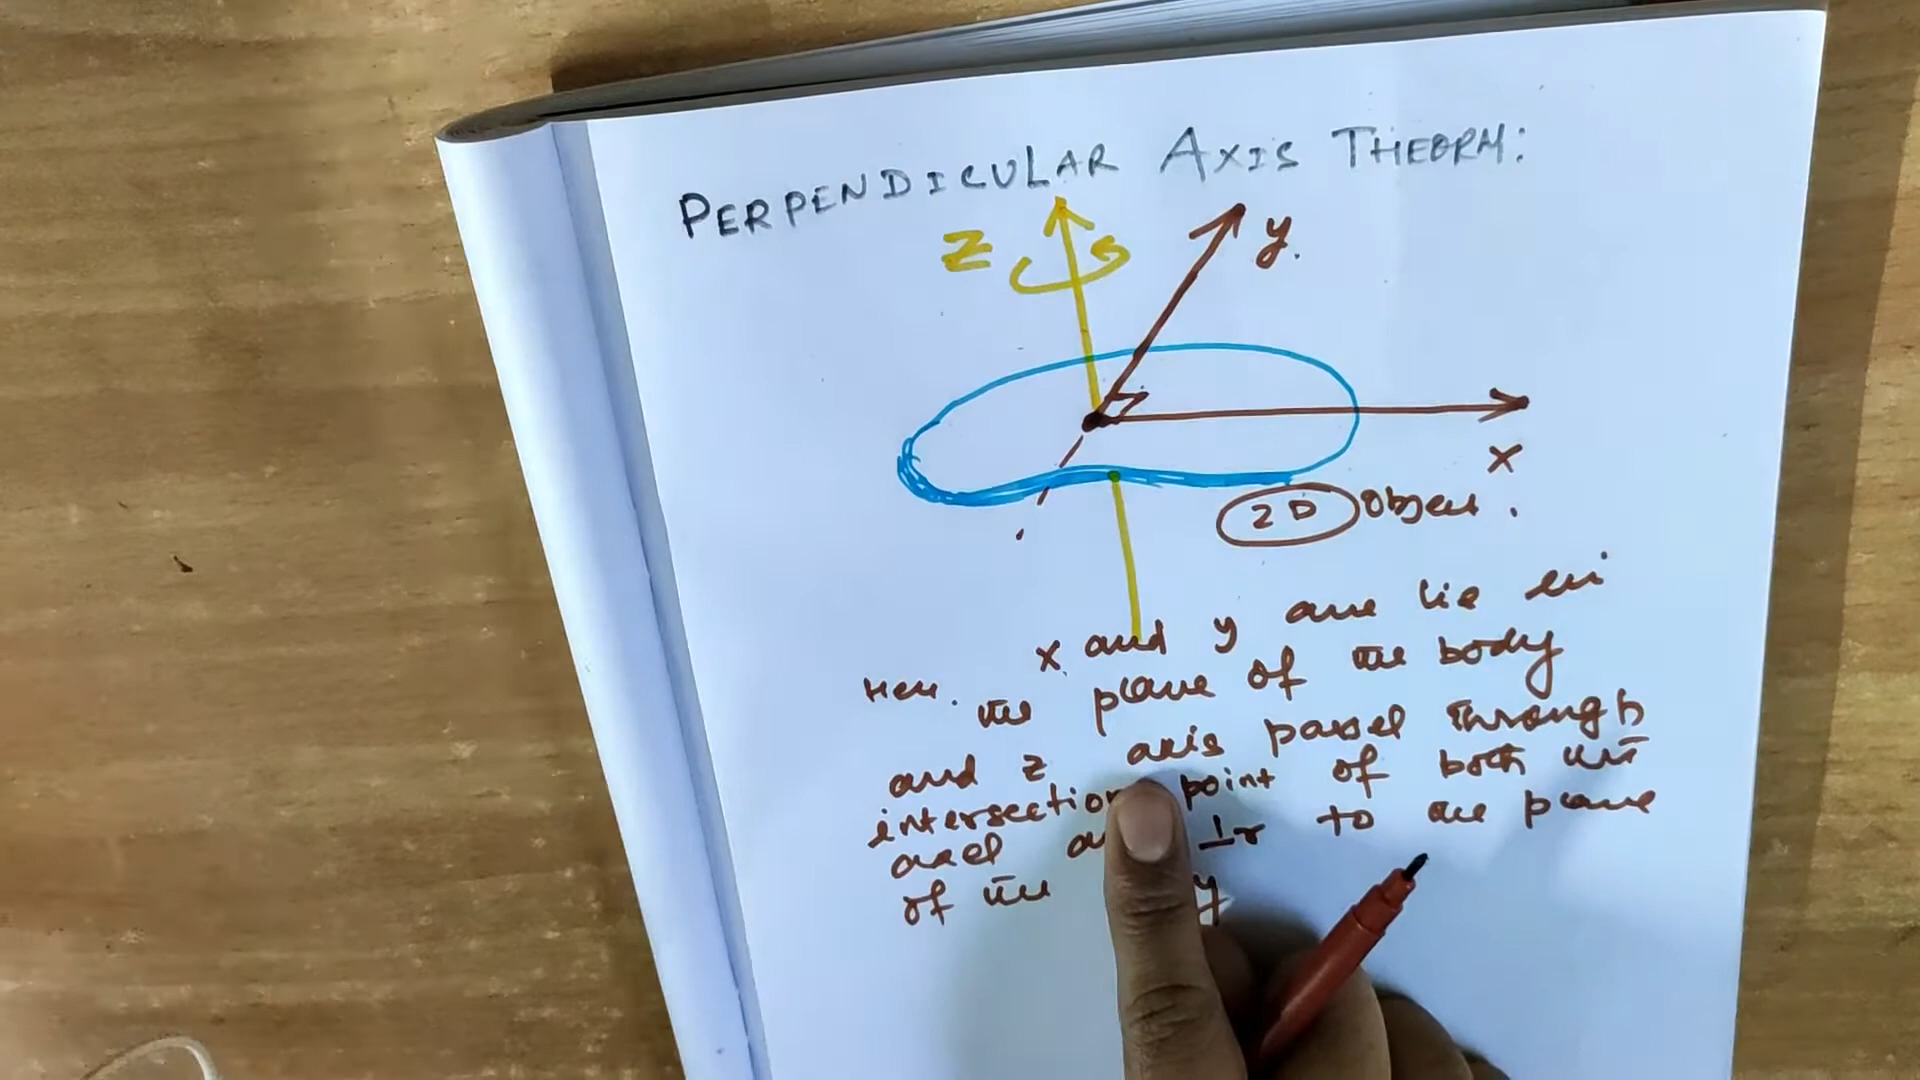 PERPENDICULAR AXIS THEORM:
Z
y.
x
2D Object.
Here. x and y are lie in
the plane of the body
and z axis passes through
intersection point of both the
axes ⊥r to the plane
of the